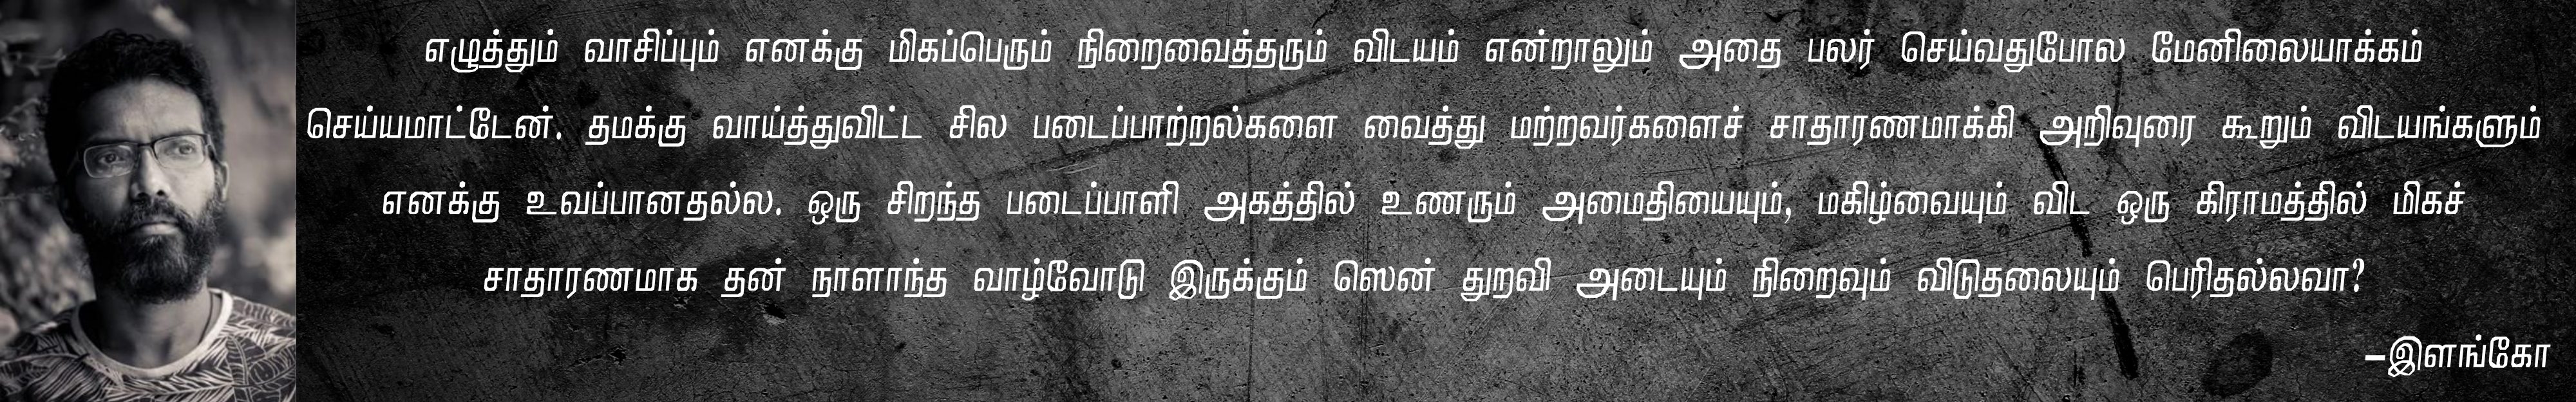 எழுத்தும் வாசிப்பும் எனக்கு மிகப்பெரும் நிறைவைத்தரும் விடயம் என்றாலும் அதை பலர் செய்வதுபோல மேனிலையாக்கம்
செய்யமாட்டேன். தமக்கு வாய்த்துவிட்ட சில படைப்பாற்றல்களை வைத்து மற்றவர்களைச் சாதாரணமாக்கி அறிவுரை கூறும் விடயங்களும்
எனக்கு உவப்பானதல்ல. ஒரு சிறந்த படைப்பாளி அகத்தில் உணரும் அமைதியையும், மகிழ்வையும் விட ஒரு கிராமத்தில் மிகச்
சாதாரணமாக தன் நாளாந்த வாழ்வோடு இருக்கும் ஸென் துறவி அடையும் நிறைவும் விடுதலையும் பெரிதல்லவா?
-இளங்கோ